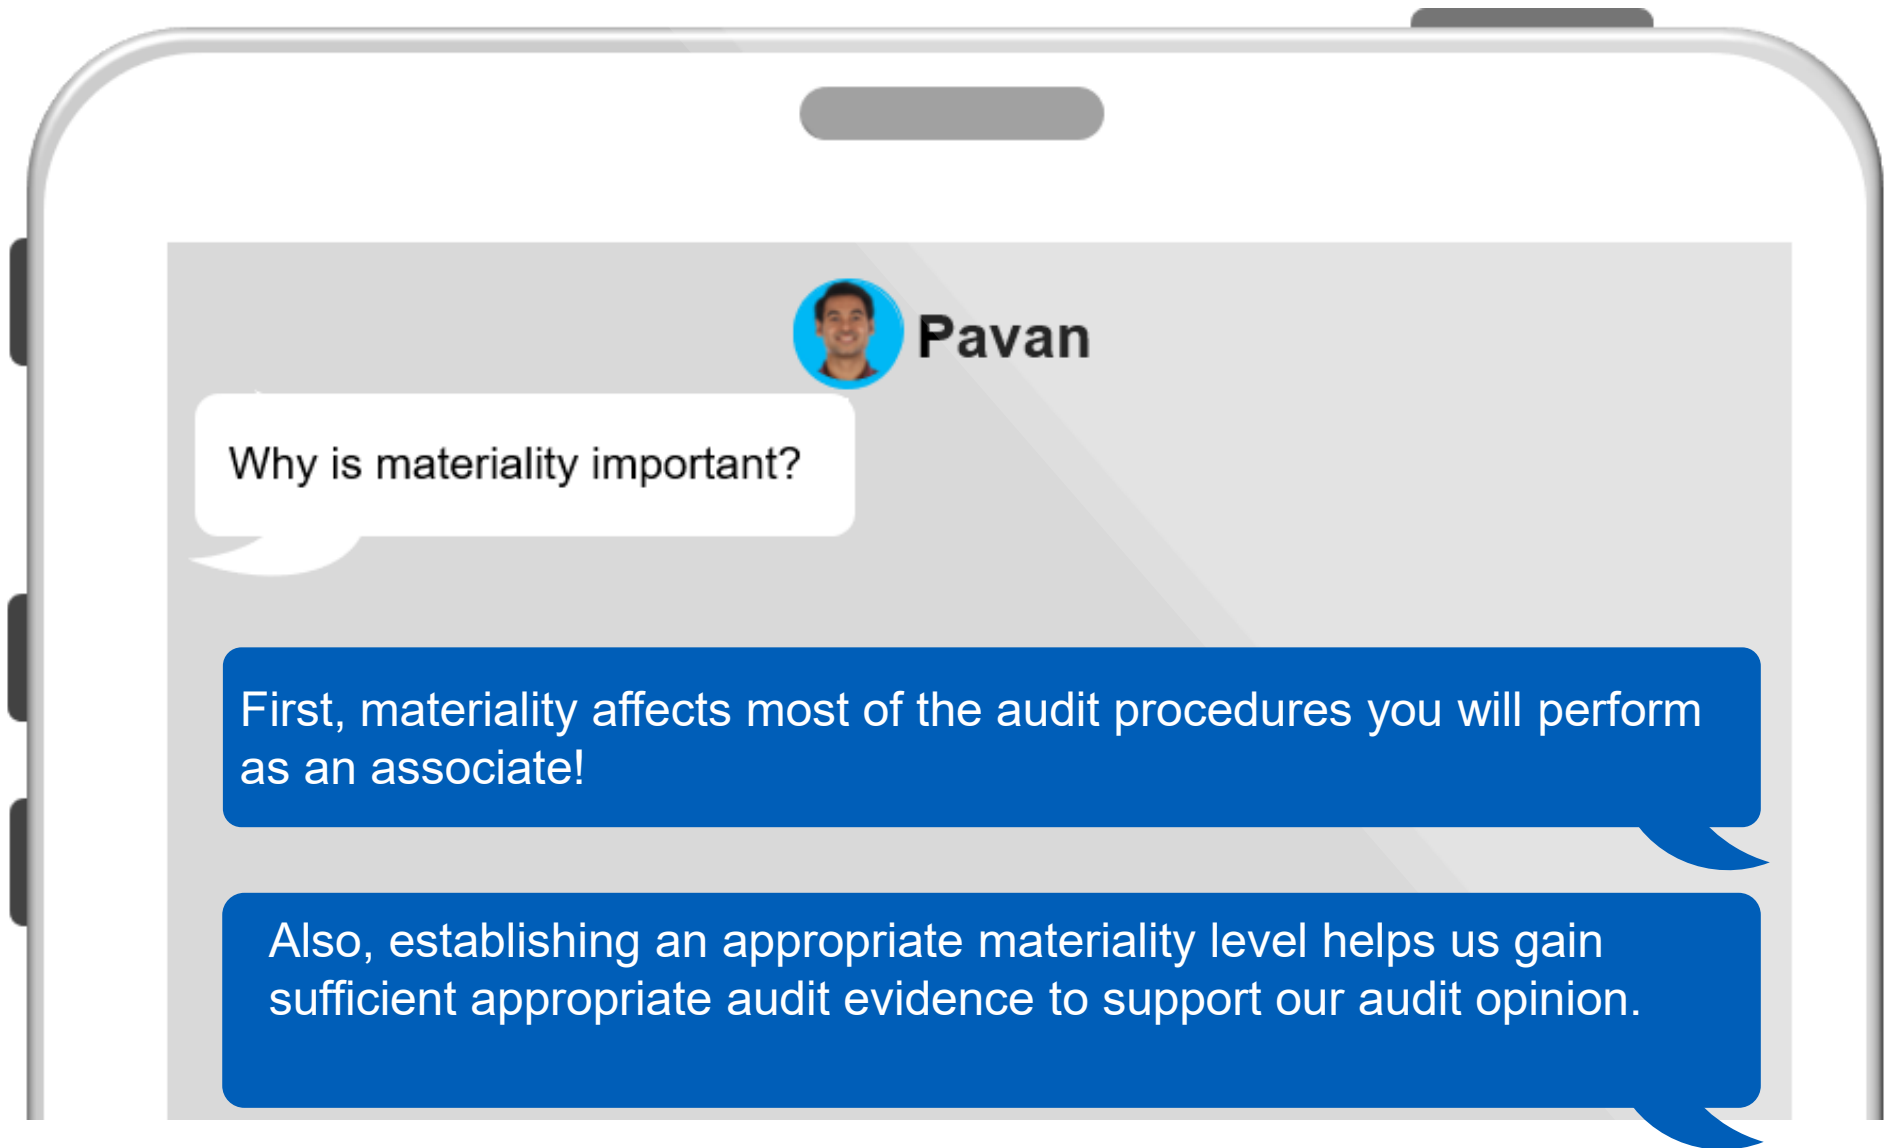 Pavan
Why is materiality important?
First, materiality affects most of the audit procedures you will perform
as an associate!
Also, establishing an appropriate materiality level helps us gain
sufficient appropriate audit evidence to support our audit opinion.